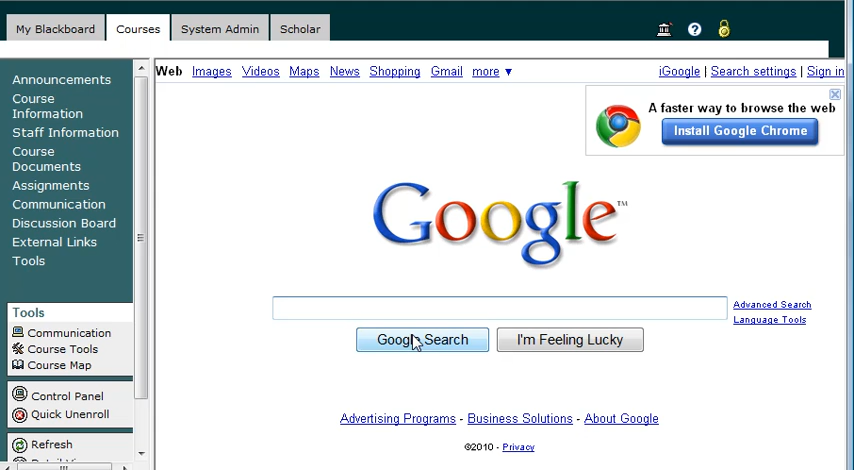 My Blackboard
Courses
System Admin
Scholar
Announcements
Course
Information
Staff Information
Course
Documents
Assignments
Communication
Discussion Board
External Links
Tools
Tools
Communication
Course Tools
Course Map
Control Panel
Quick Unenroll
Refresh
Web Images Videos Maps News Shopping Gmail more ▼
iGoogle | Search settings | Sign in
A faster way to browse the web
Install Google Chrome
Google™
Advanced Search
Language Tools
Google Search
I'm Feeling Lucky
Advertising Programs - Business Solutions - About Google
©2010 - Privacy